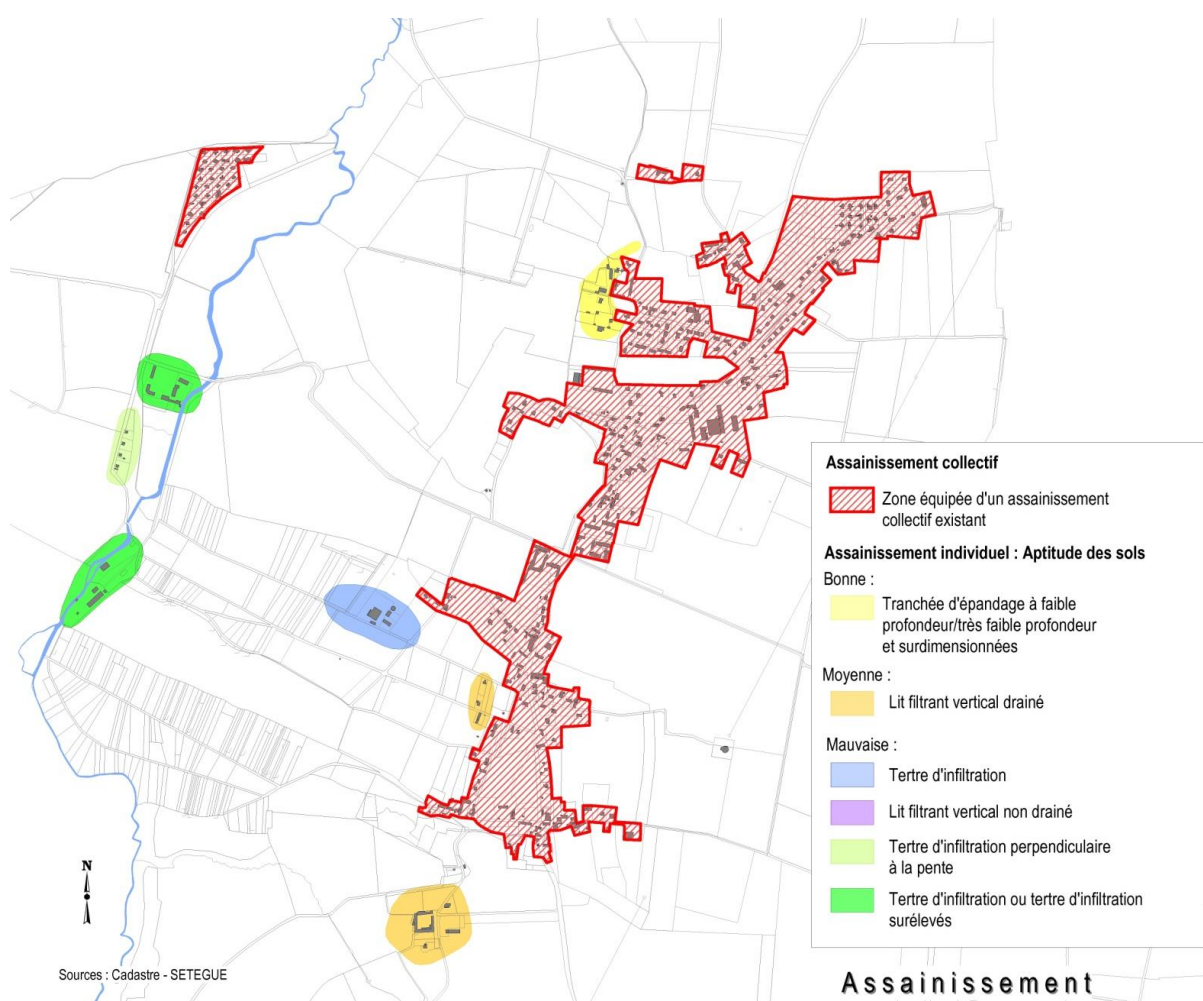 Assainissement collectif
Zone équipée d'un assainissement
collectif existant
Assainissement individuel : Aptitude des sols
Bonne :
Tranchée d'épandage à faible
profondeur/très faible profondeur
et surdimensionnées
Moyenne :
Lit filtrant vertical drainé
Mauvaise :
Tertre d'infiltration
Lit filtrant vertical non drainé
Tertre d'infiltration perpendiculaire
à la pente
Tertre d'infiltration ou tertre d'infiltration
surélevés
N
Sources : Cadastre - SETEGUE
Assainissement